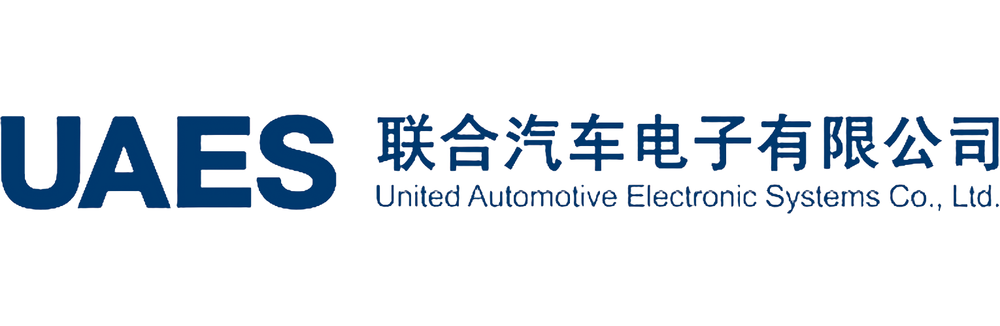 UAES
联合汽车电子有限公司
United Automotive Electronic Systems Co., Ltd.